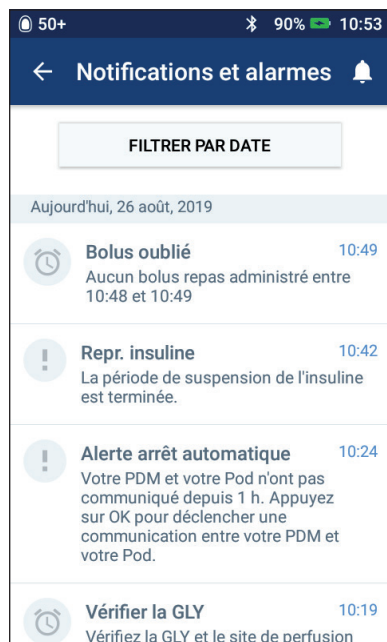 50+ 90% 10:53
Notifications et alarmes
FILTRER PAR DATE
Aujourd'hui, 26 août, 2019
Bolus oublié 10:49
Aucun bolus repas administré entre
10:48 et 10:49
Repr. insuline 10:42
La période de suspension de l'insuline
est terminée.
Alerte arrêt automatique 10:24
Votre PDM et votre Pod n'ont pas
communiqué depuis 1 h. Appuyez
sur OK pour déclencher une
communication entre votre PDM et
votre Pod.
Vérifier la GLY 10:19
Vérifiez la GLY et le site de perfusion